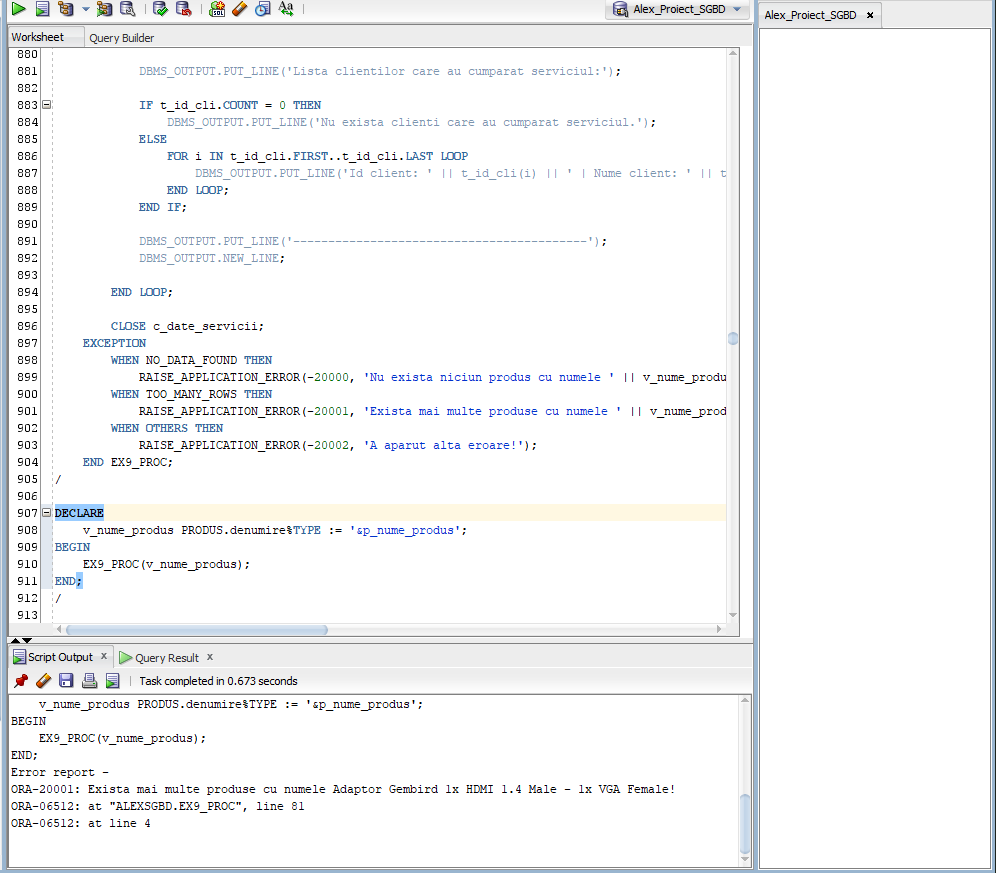 Alex_Proiect_SGBD
Alex_Proiect_SGBD
Worksheet Query Builder
880
881 DBMS_OUTPUT.PUT_LINE('Lista clientilor care au cumparat serviciul:');
882
883 IF t_id_cli.COUNT = 0 THEN
884 DBMS_OUTPUT.PUT_LINE('Nu exista clienti care au cumparat serviciul.');
885 ELSE
886 FOR i IN t_id_cli.FIRST..t_id_cli.LAST LOOP
887 DBMS_OUTPUT.PUT_LINE('Id client: ' || t_id_cli(i) || ' | Nume client: ' || t
888 END LOOP;
889 END IF;
890
891 DBMS_OUTPUT.PUT_LINE('------------------------------------------');
892 DBMS_OUTPUT.NEW_LINE;
893
894 END LOOP;
895
896 CLOSE c_date_servicii;
897 EXCEPTION
898 WHEN NO_DATA_FOUND THEN
899 RAISE_APPLICATION_ERROR(-20000, 'Nu exista niciun produs cu numele ' || v_nume_produ
900 WHEN TOO_MANY_ROWS THEN
901 RAISE_APPLICATION_ERROR(-20001, 'Exista mai multe produse cu numele ' || v_nume_prod
902 WHEN OTHERS THEN
903 RAISE_APPLICATION_ERROR(-20002, 'A aparut alta eroare!');
904 END EX9_PROC;
905 /
906
907 DECLARE
908 v_nume_produs PRODUS.denumire%TYPE := '&p_nume_produs';
909 BEGIN
910 EX9_PROC(v_nume_produs);
911 END;
912 /
913
Script Output x Query Result x
Task completed in 0.673 seconds
v_nume_produs PRODUS.denumire%TYPE := '&p_nume_produs';
BEGIN
EX9_PROC(v_nume_produs);
END;
Error report -
ORA-20001: Exista mai multe produse cu numele Adaptor Gembird 1x HDMI 1.4 Male - 1x VGA Female!
ORA-06512: at "ALEXSGBD.EX9_PROC", line 81
ORA-06512: at line 4